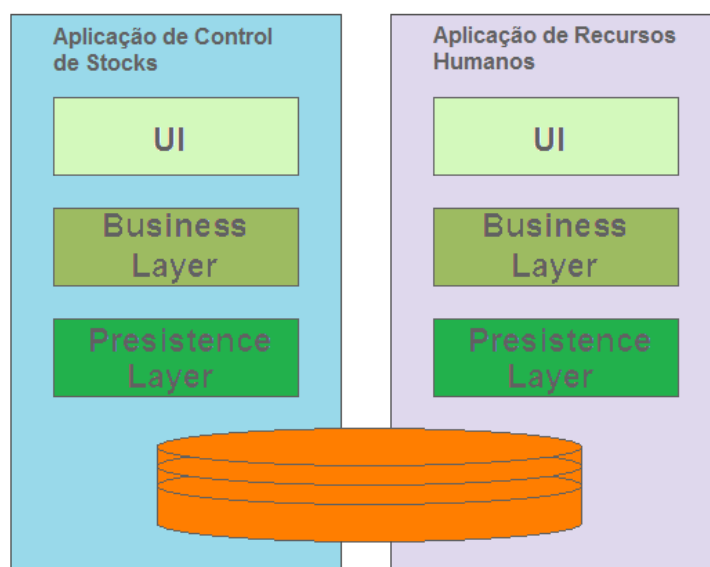 Aplicação de Control
de Stocks
UI
Business
Layer
Presistence
Layer
Aplicação de Recursos
Humanos
UI
Business
Layer
Presistence
Layer